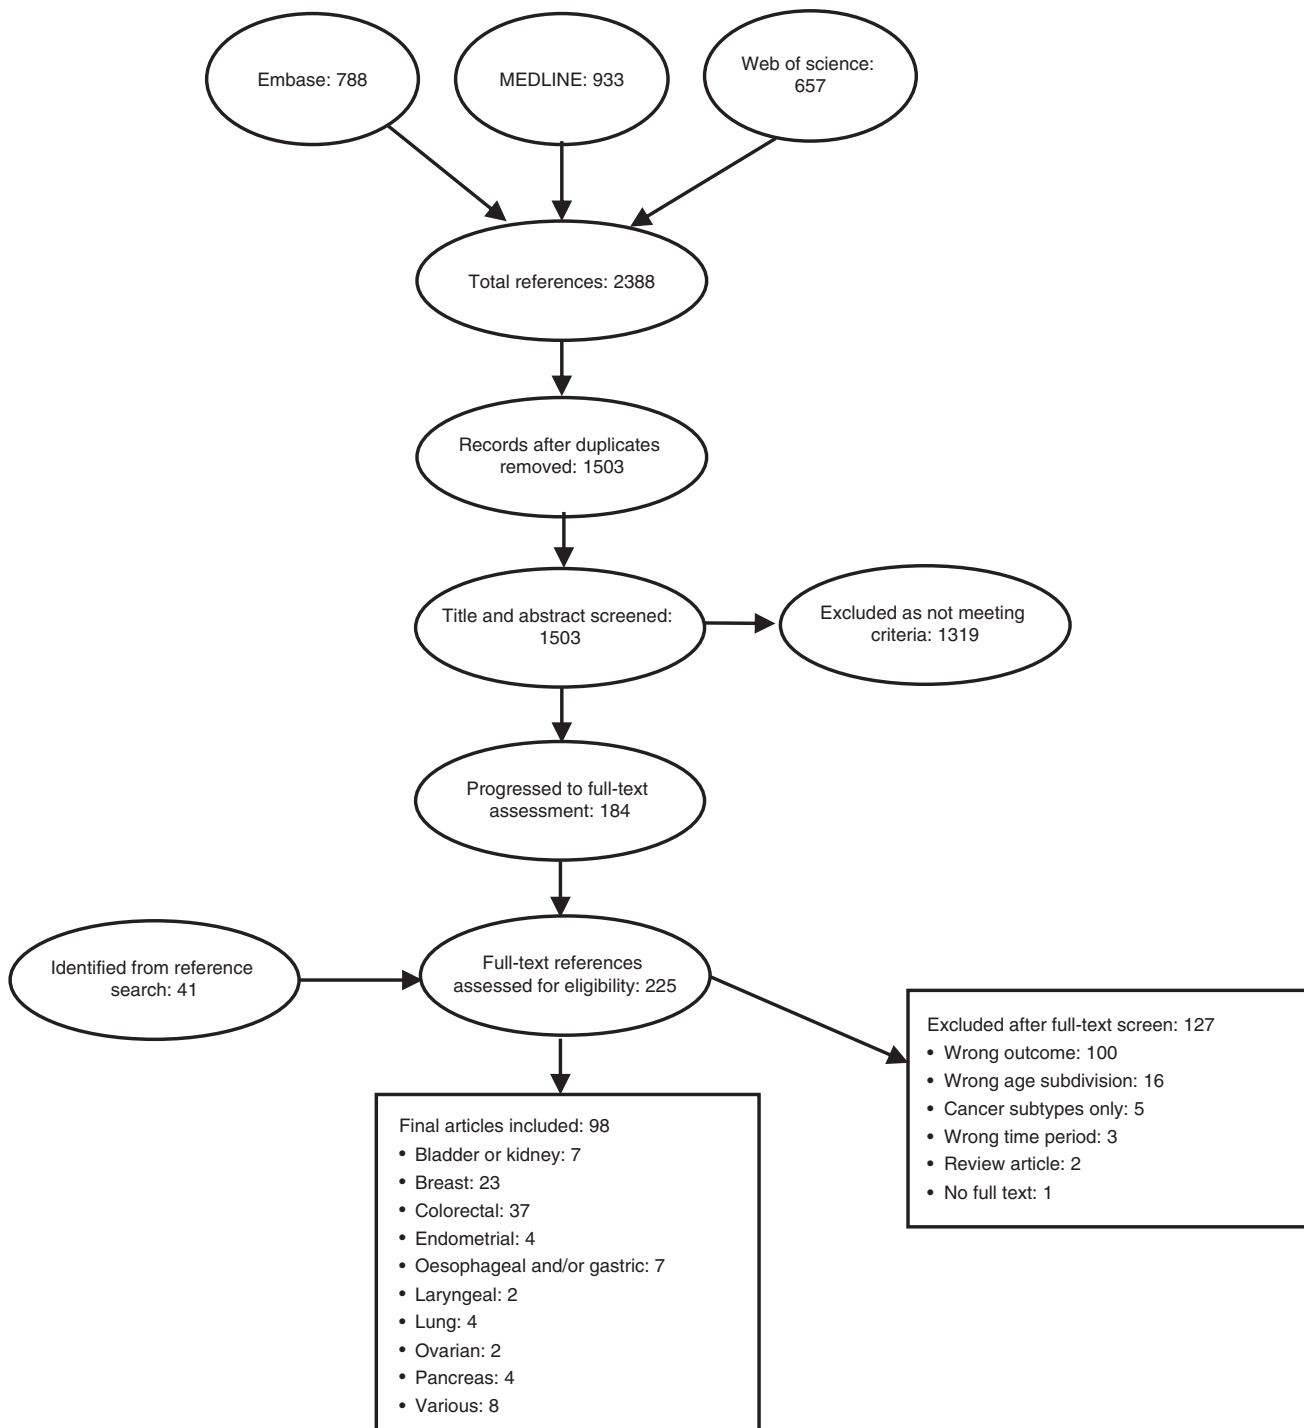 Embase: 788
MEDLINE: 933
Web of science:
657
Total references: 2388
Records after duplicates
removed: 1503
Title and abstract screened:
1503
Excluded as not meeting
criteria: 1319
Progressed to full-text
assessment: 184
Identified from reference
search: 41
Full-text references
assessed for eligibility: 225
Excluded after full-text screen: 127
• Wrong outcome: 100
• Wrong age subdivision: 16
• Cancer subtypes only: 5
• Wrong time period: 3
• Review article: 2
• No full text: 1
Final articles included: 98
• Bladder or kidney: 7
• Breast: 23
• Colorectal: 37
• Endometrial: 4
• Oesophageal and/or gastric: 7
• Laryngeal: 2
• Lung: 4
• Ovarian: 2
• Pancreas: 4
• Various: 8